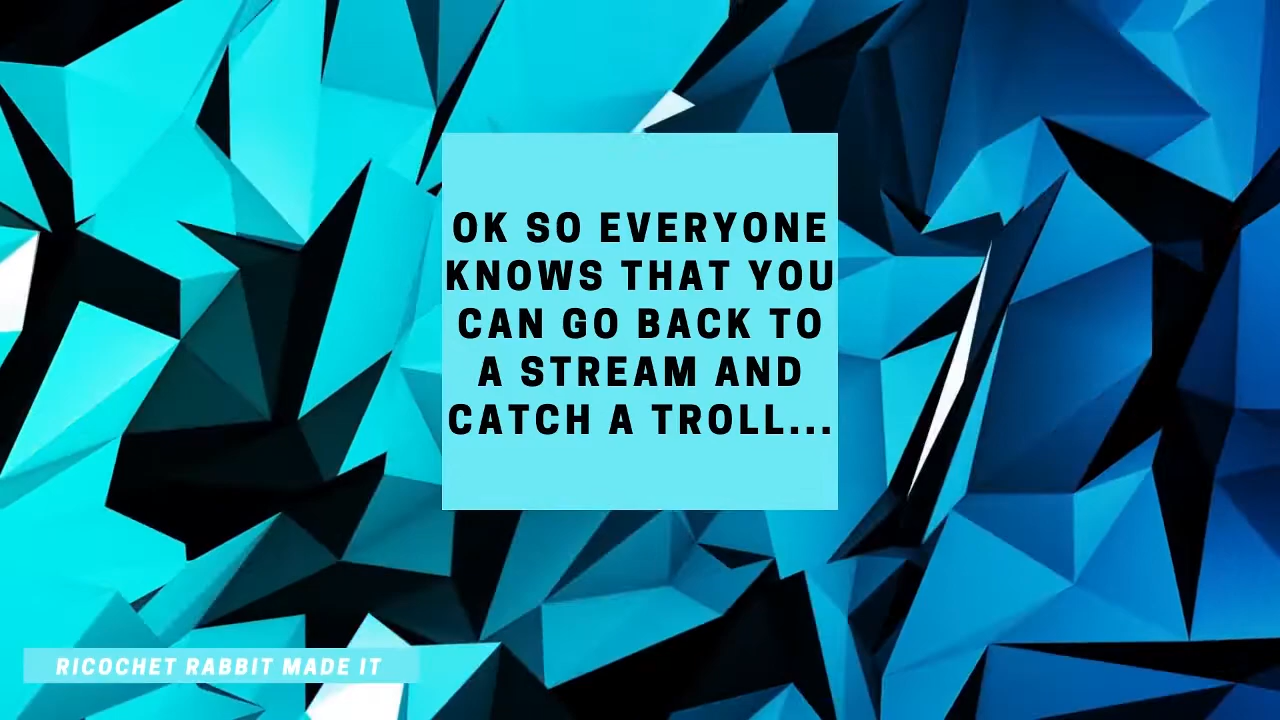 OK SO EVERYONE
KNOWS THAT YOU
CAN GO BACK TO
A STREAM AND
CATCH A TROLL...
RICOCHET RABBIT MADE IT